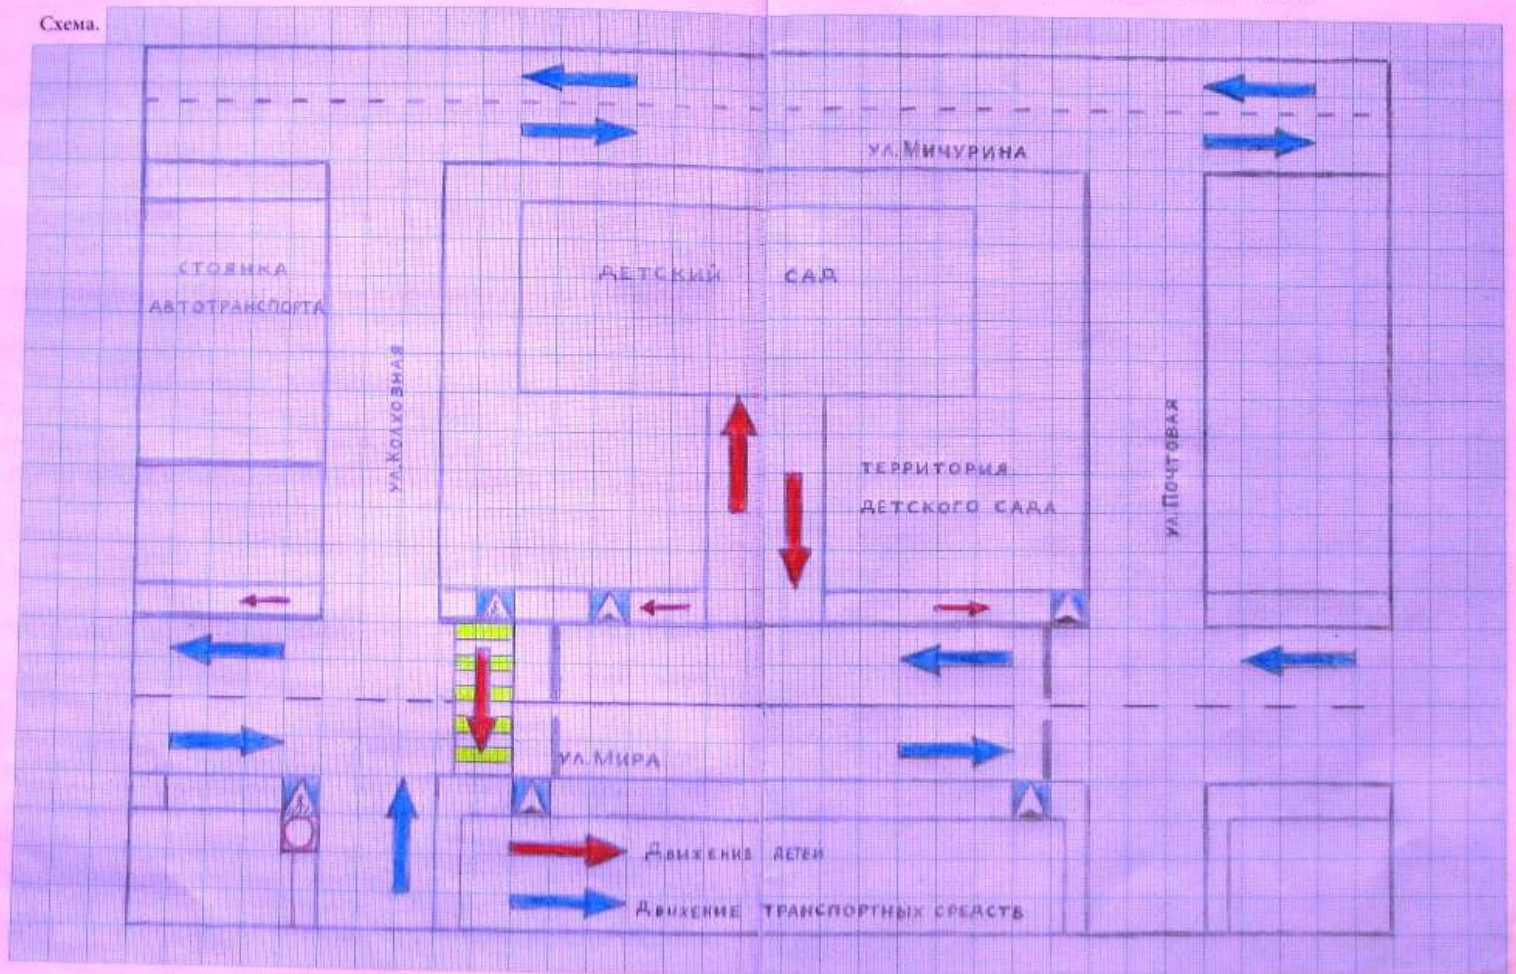 Схема.
ул. Мичурина
СТОЯНКА
АВТОТРАНСПОРТА
ДЕТСКИЙ САД
ул. Колхозная
ТЕРРИТОРИЯ
ДЕТСКОГО САДА
ул. Почтовая
ул. Мира
Движение детей
Движение транспортных средств